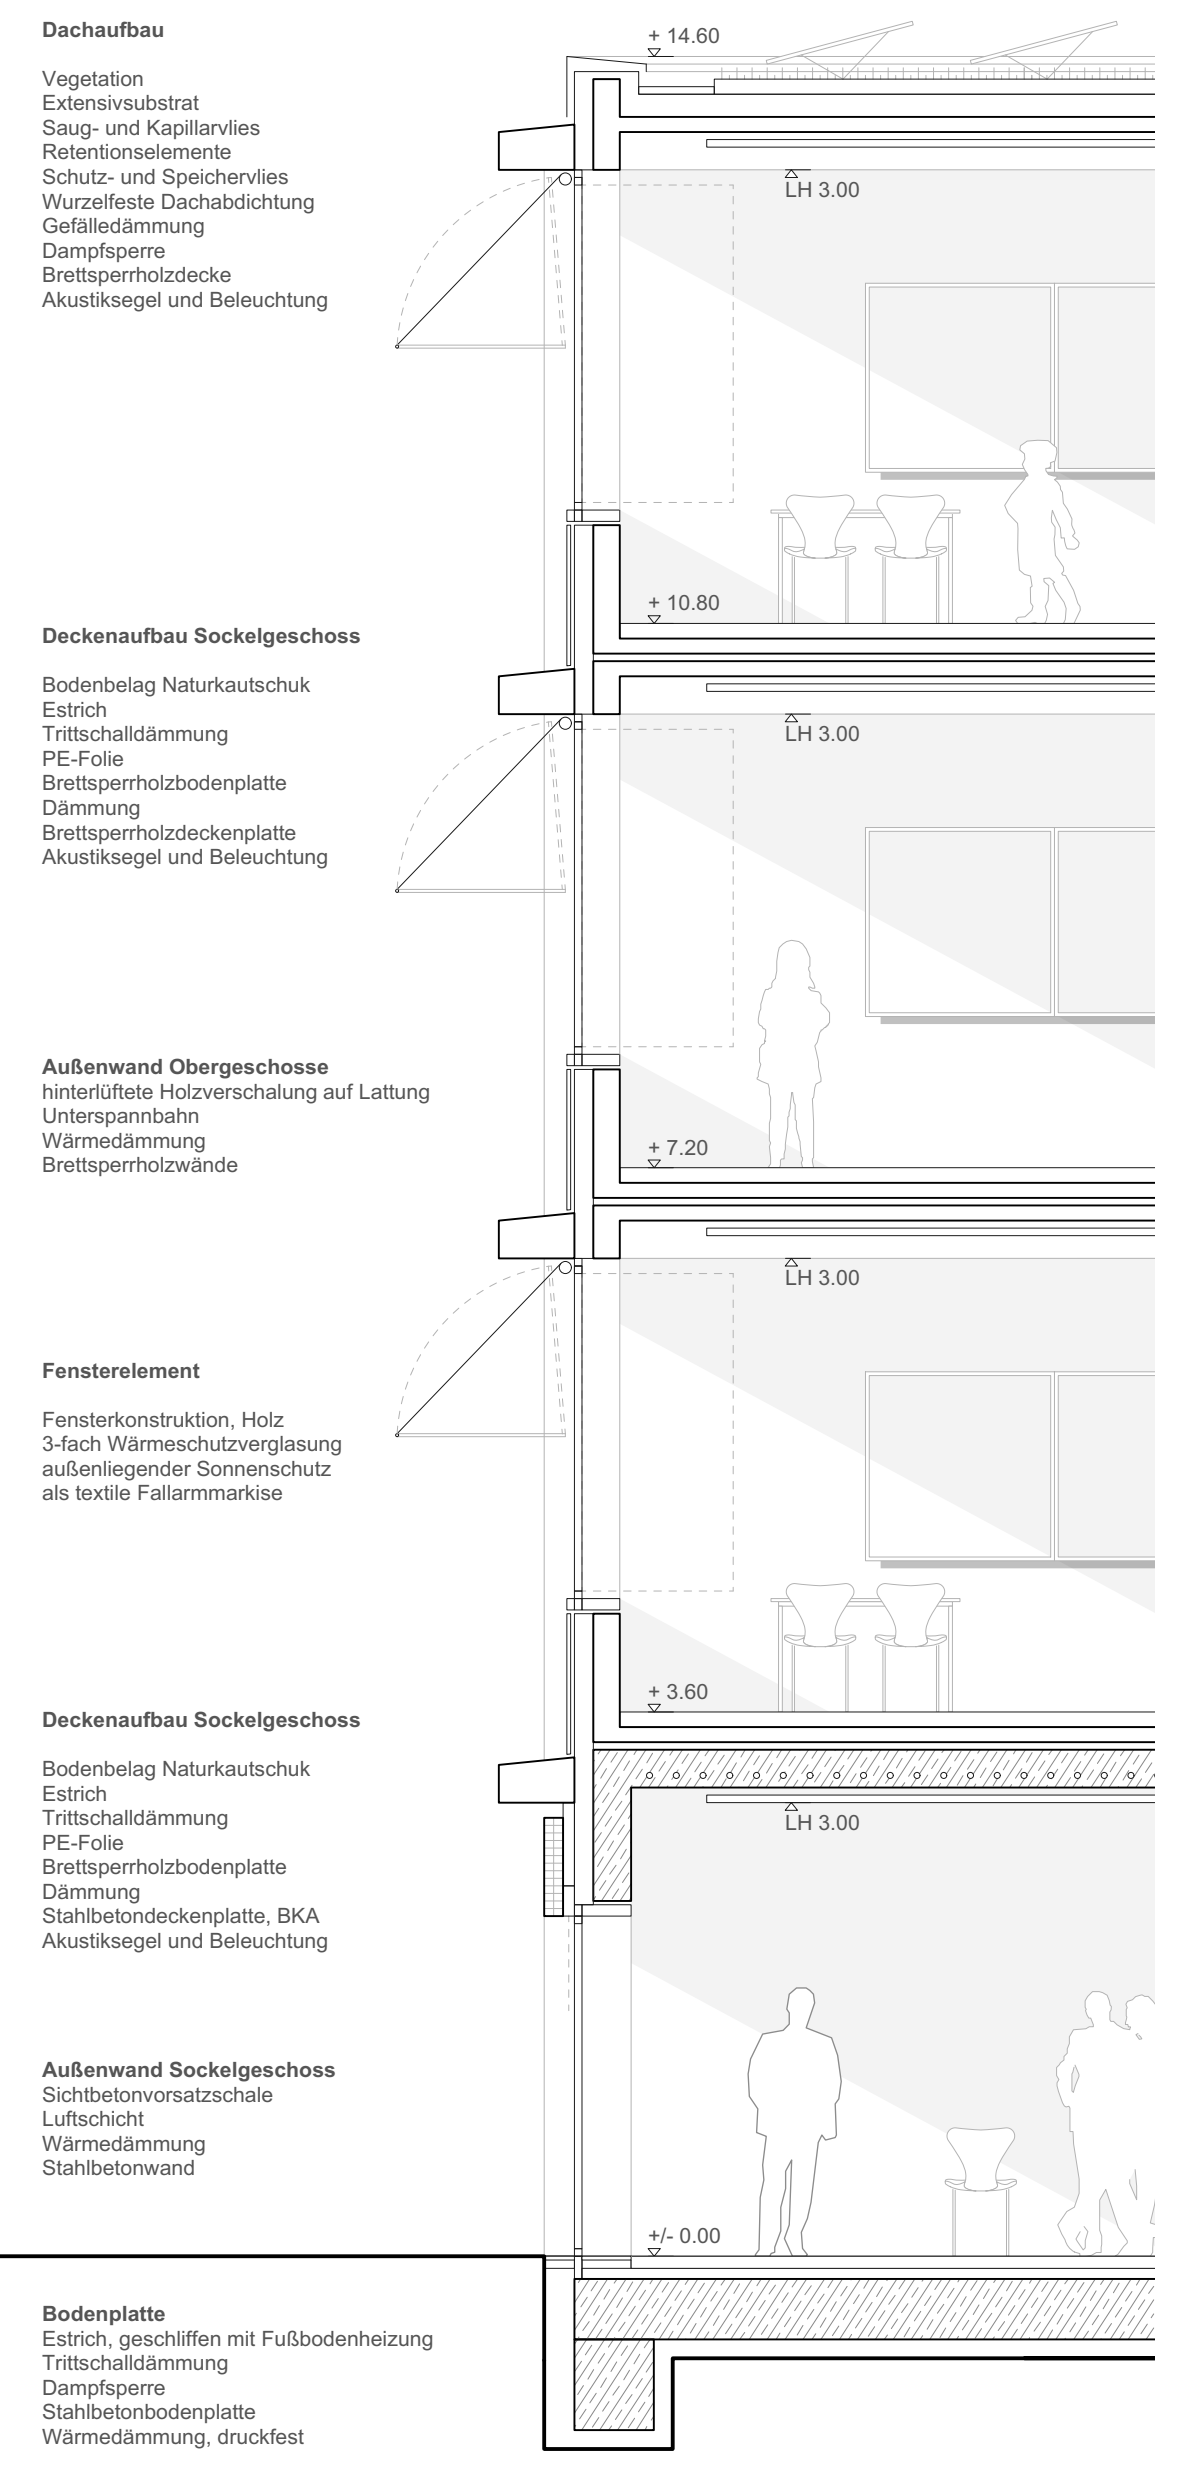 Dachaufbau
Vegetation
Extensivsubstrat
Saug- und Kapillarvlies
Retentionselemente
Schutz- und Speichervlies
Wurzelfeste Dachabdichtung
Gefälledämmung
Dampfsperre
Brettsperrholzdecke
Akustiksegel und Beleuchtung
Deckenaufbau Sockelgeschoss
Bodenbelag Naturkautschuk
Estrich
Trittschalldämmung
PE-Folie
Brettsperrholzbodenplatte
Dämmung
Brettsperrholzdeckenplatte
Akustiksegel und Beleuchtung
Außenwand Obergeschosse
hinterlüftete Holzverschalung auf Lattung
Unterspannbahn
Wärmedämmung
Brettsperrholzwände
Fensterelement
Fensterkonstruktion, Holz
3-fach Wärmeschutzverglasung
außenliegender Sonnenschutz
als textile Fallarmmarkise
Deckenaufbau Sockelgeschoss
Bodenbelag Naturkautschuk
Estrich
Trittschalldämmung
PE-Folie
Brettsperrholzbodenplatte
Dämmung
Stahlbetondeckenplatte, BKA
Akustiksegel und Beleuchtung
Außenwand Sockelgeschoss
Sichtbetonvorsatzschale
Luftschicht
Wärmedämmung
Stahlbetonwand
Bodenplatte
Estrich, geschliffen mit Fußbodenheizung
Trittschalldämmung
Dampfsperre
Stahlbetonbodenplatte
Wärmedämmung, druckfest
+ 14.60
LH 3.00
+ 10.80
LH 3.00
+ 7.20
LH 3.00
+ 3.60
LH 3.00
+/- 0.00